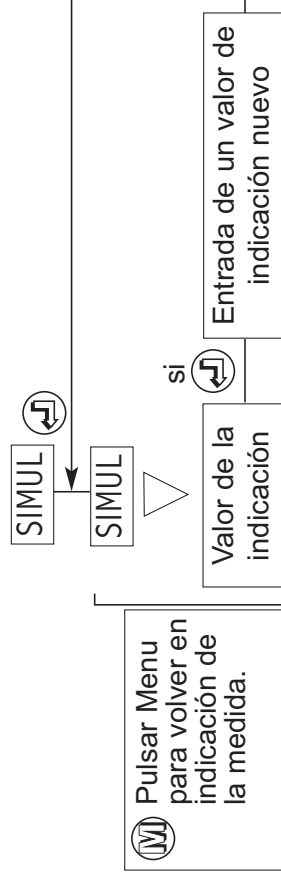 SIMUL
SIMUL
Valor de la
indicación
si
Entrada de un valor de
indicación nuevo
M Pulsar Menu
para volver en
indicación de
la medida.